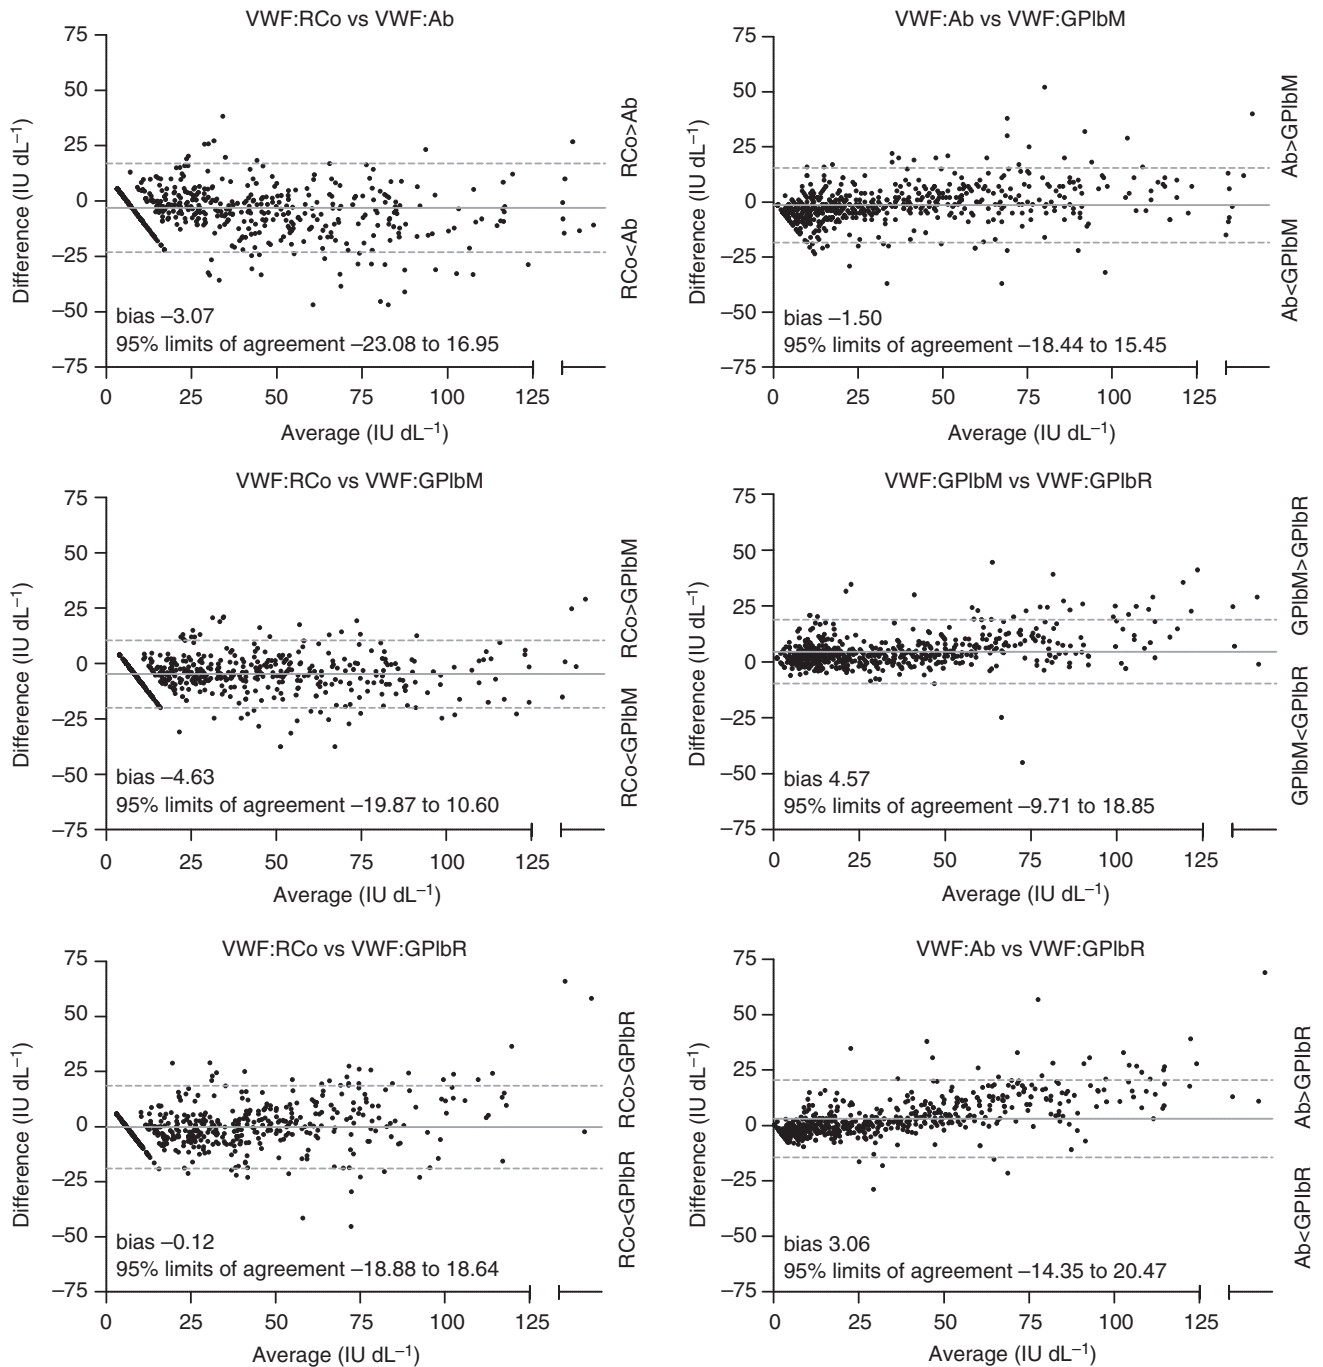 VWF:RCo vs VWF:Ab
75
50
25
0
–25
–50
–75
Difference (IU dL–1)
RCo>Ab
RCo<Ab
bias –3.07
95% limits of agreement –23.08 to 16.95
0 25 50 75 100 125
Average (IU dL–1)
VWF:Ab vs VWF:GPIbM
75
50
25
0
–25
–50
–75
Difference (IU dL–1)
Ab>GPIbM
Ab<GPIbM
bias –1.50
95% limits of agreement –18.44 to 15.45
0 25 50 75 100 125
Average (IU dL–1)
VWF:RCo vs VWF:GPIbM
75
50
25
0
–25
–50
–75
Difference (IU dL–1)
RCo>GPIbM
RCo<GPIbM
bias –4.63
95% limits of agreement –19.87 to 10.60
0 25 50 75 100 125
Average (IU dL–1)
VWF:GPIbM vs VWF:GPIbR
75
50
25
0
–25
–50
–75
Difference (IU dL–1)
GPIbM>GPIbR
GPIbM<GPIbR
bias 4.57
95% limits of agreement –9.71 to 18.85
0 25 50 75 100 125
Average (IU dL–1)
VWF:RCo vs VWF:GPIbR
75
50
25
0
–25
–50
–75
Difference (IU dL–1)
RCo>GPIbR
RCo<GPIbR
bias –0.12
95% limits of agreement –18.88 to 18.64
0 25 50 75 100 125
Average (IU dL–1)
VWF:Ab vs VWF:GPIbR
75
50
25
0
–25
–50
–75
Difference (IU dL–1)
Ab>GPIbR
Ab<GPIbR
bias 3.06
95% limits of agreement –14.35 to 20.47
0 25 50 75 100 125
Average (IU dL–1)